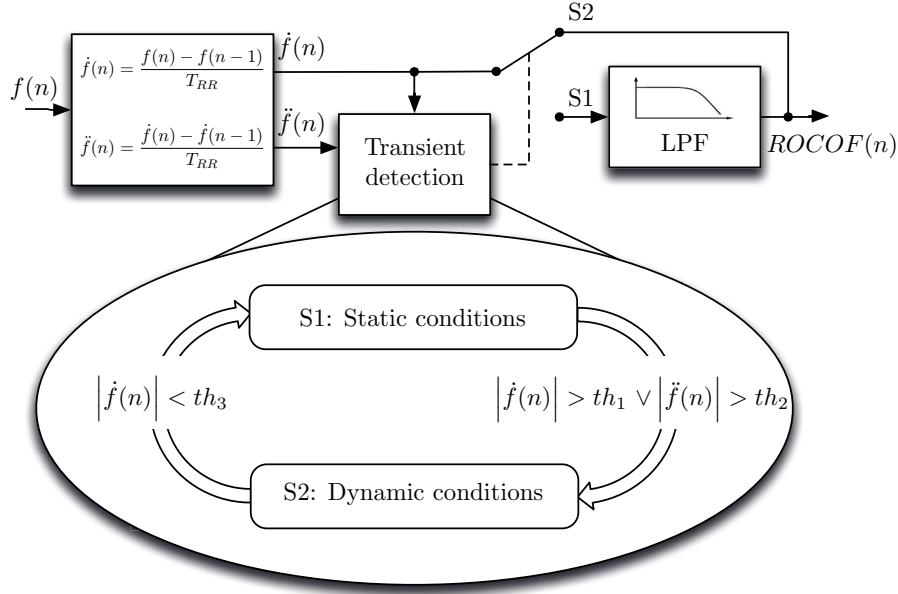 f(n)
ḟ(n) = (f(n) − f(n − 1)) / T_RR
f̈(n) = (ḟ(n) − ḟ(n − 1)) / T_RR
ḟ(n)
f̈(n)
Transient
detection
S2
S1
LPF
ROCOF(n)
S1: Static conditions
|ḟ(n)| < th₃
|ḟ(n)| > th₁ ∨ |f̈(n)| > th₂
S2: Dynamic conditions